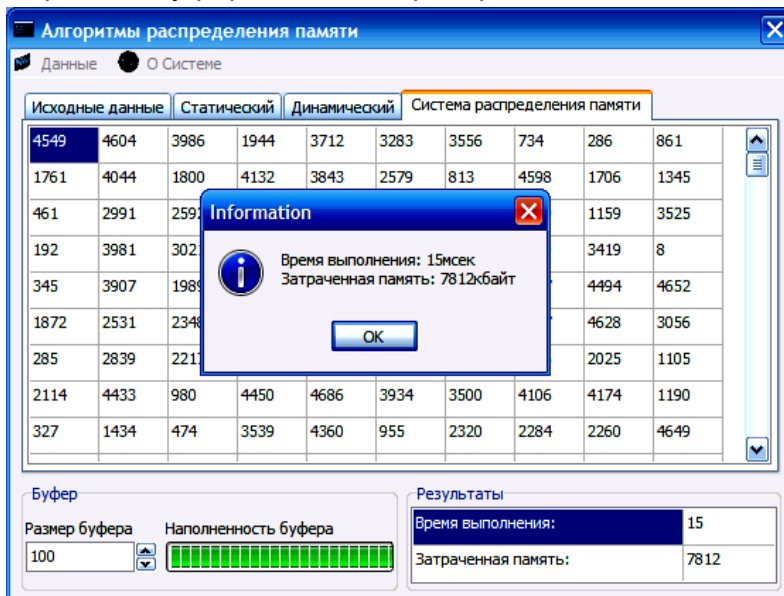 Алгоритмы распределения памяти
Данные О Системе
Исходные данные Статический Динамический Система распределения памяти
4549 4604 3986 1944 3712 3283 3556 734 286 861
1761 4044 1800 4132 3843 2579 813 4598 1706 1345
461 2991 1159 3525
192 3981 3419 8
345 3907 4494 4652
1872 2531 4628 3056
285 2839 2025 1105
Information
Время выполнения: 15мсек
Затраченная память: 7812кбайт
OK
2114 4433 980 4450 4686 3934 3500 4106 4174 1190
327 1434 474 3539 4360 955 2320 2284 2260 4649
Буфер
Размер буфера Наполненность буфера
100
Результаты
Время выполнения: 15
Затраченная память: 7812